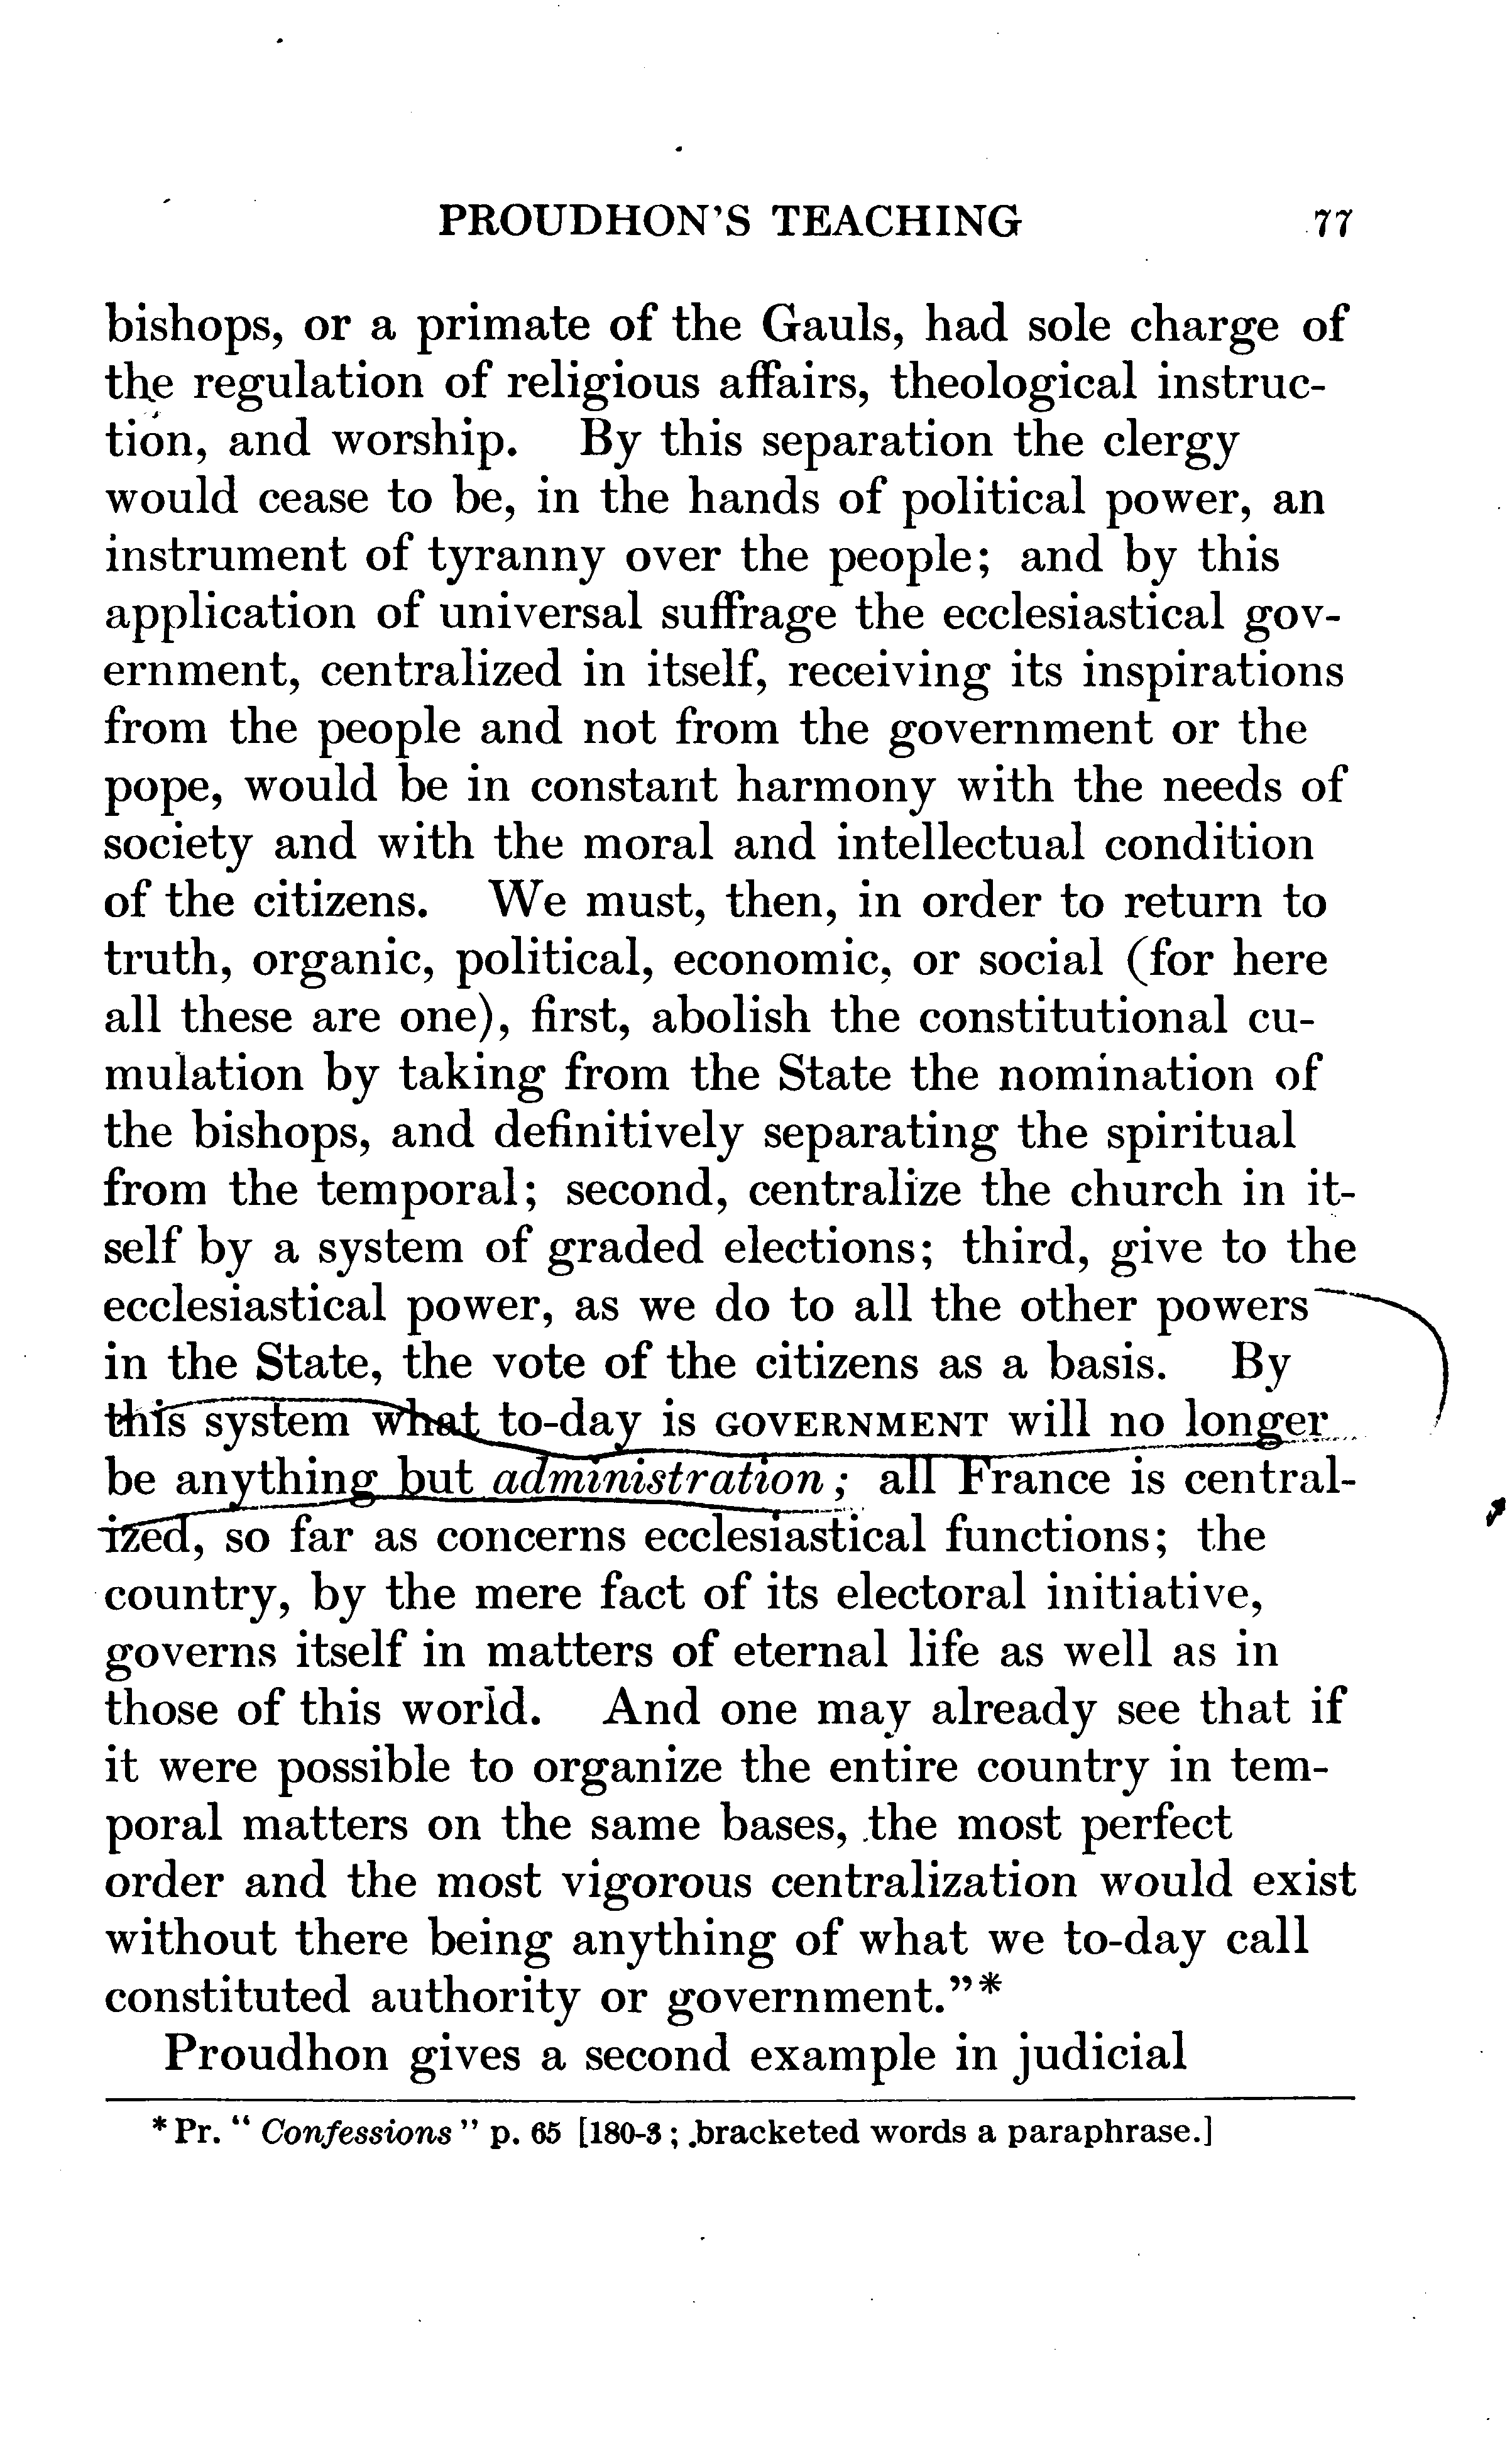 PROUDHON'S TEACHING 77
bishops, or a primate of the Gauls, had sole charge of
the regulation of religious affairs, theological instruc-
tion, and worship. By this separation the clergy
would cease to be, in the hands of political power, an
instrument of tyranny over the people; and by this
application of universal suffrage the ecclesiastical gov-
ernment, centralized in itself, receiving its inspirations
from the people and not from the government or the
pope, would be in constant harmony with the needs of
society and with the moral and intellectual condition
of the citizens. We must, then, in order to return to
truth, organic, political, economic, or social (for here
all these are one), first, abolish the constitutional cu-
mulation by taking from the State the nomination of
the bishops, and definitively separating the spiritual
from the temporal; second, centralize the church in it-
self by a system of graded elections; third, give to the
ecclesiastical power, as we do to all the other powers
in the State, the vote of the citizens as a basis. By
this system what to-day is GOVERNMENT will no longer
be anything but administration; all France is central-
ized, so far as concerns ecclesiastical functions; the
country, by the mere fact of its electoral initiative,
governs itself in matters of eternal life as well as in
those of this world. And one may already see that if
it were possible to organize the entire country in tem-
poral matters on the same bases, the most perfect
order and the most vigorous centralization would exist
without there being anything of what we to-day call
constituted authority or government."*
Proudhon gives a second example in judicial
* Pr. "Confessions" p. 65 [180-3; bracketed words a paraphrase.]